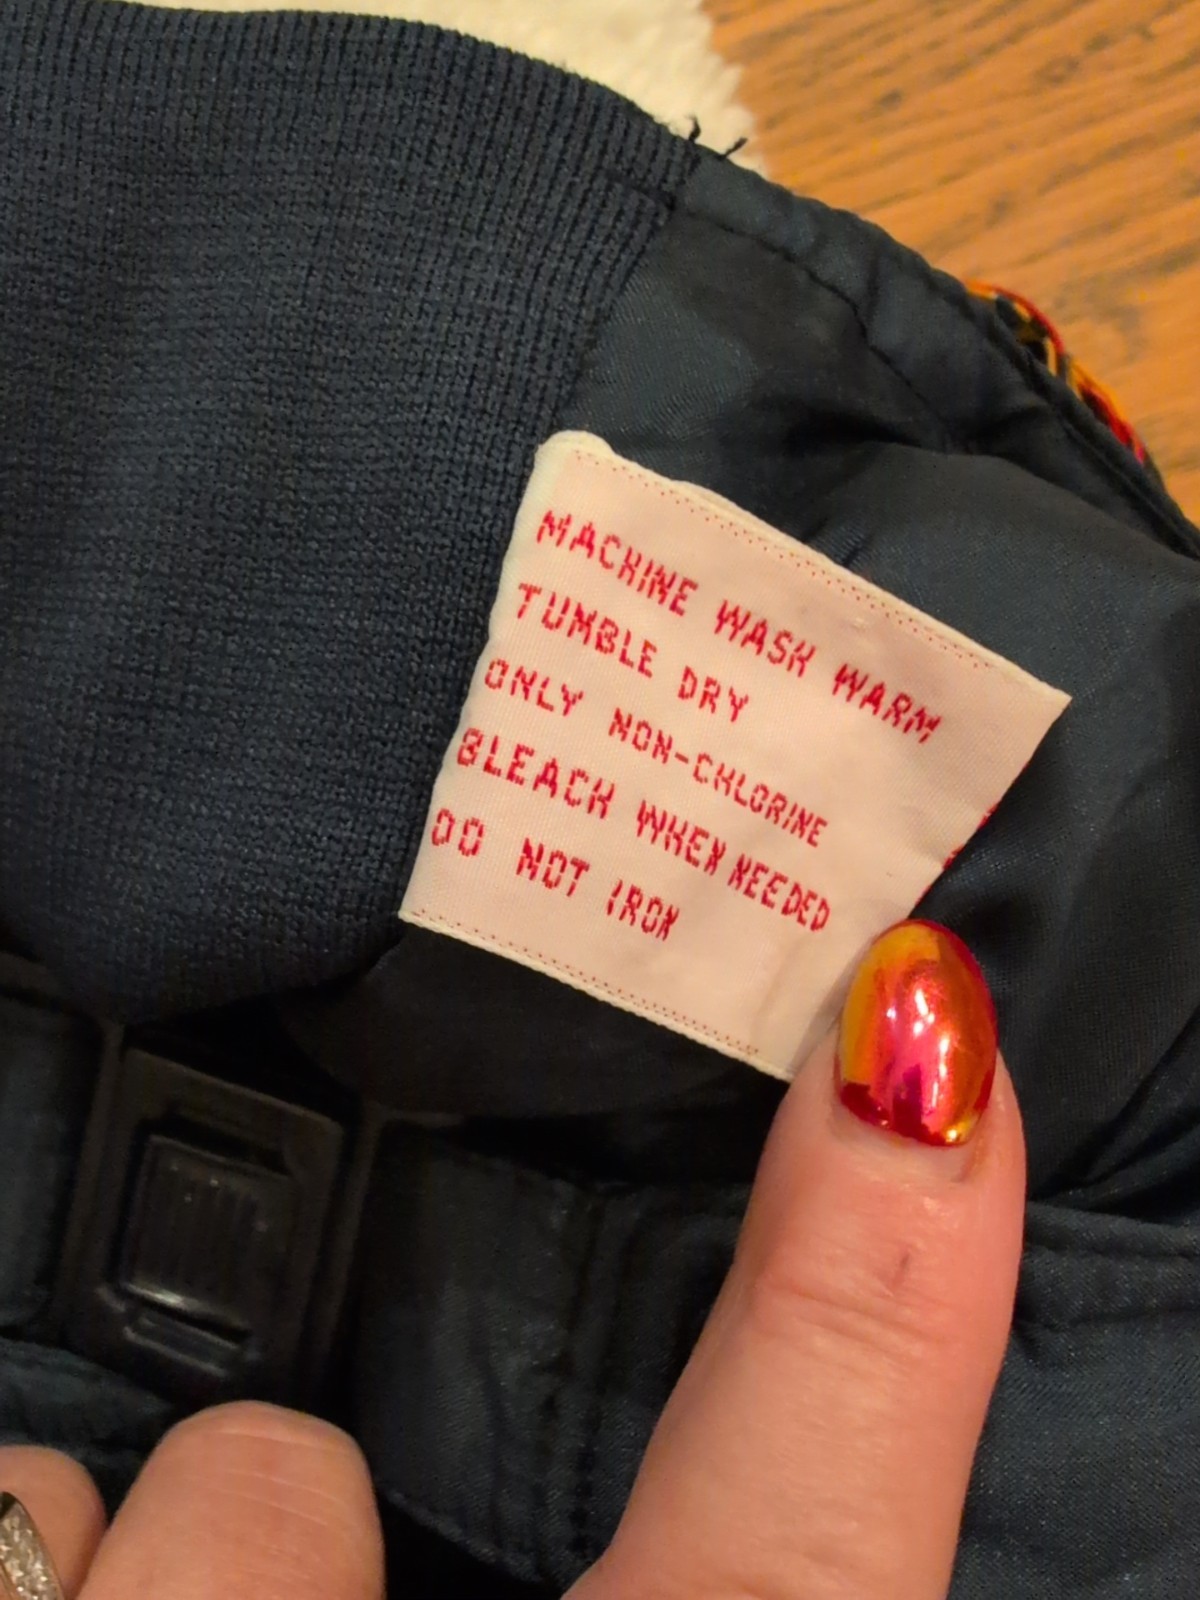 MACHINE WASH WARM
TUMBLE DRY
ONLY NON-CHLORINE
BLEACH WHEN NEEDED
DO NOT IRON